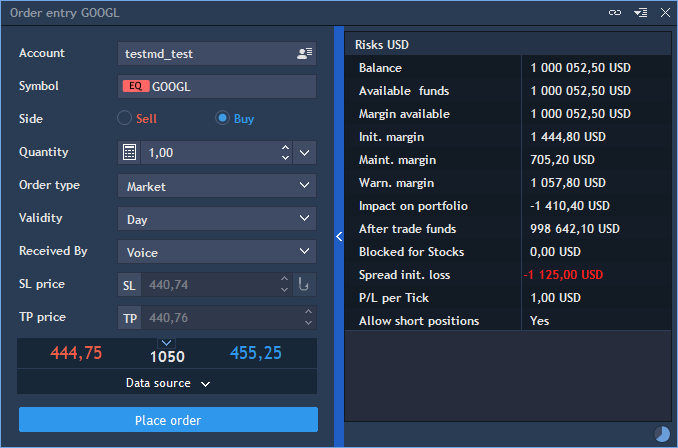 Order entry GOOGL
Account testmd_test
Symbol EQ GOOGL
Side Sell Buy
Quantity 1,00
Order type Market
Validity Day
Received By Voice
SL price SL 440,74
TP price TP 440,76
444,75 1050 455,25
Data source
Place order
Risks USD
Balance 1 000 052,50 USD
Available funds 1 000 052,50 USD
Margin available 1 000 052,50 USD
Init. margin 1 444,80 USD
Maint. margin 705,20 USD
Warn. margin 1 057,80 USD
Impact on portfolio -1 410,40 USD
After trade funds 998 642,10 USD
Blocked for Stocks 0,00 USD
Spread init. loss -1 125,00 USD
P/L per Tick 1,00 USD
Allow short positions Yes